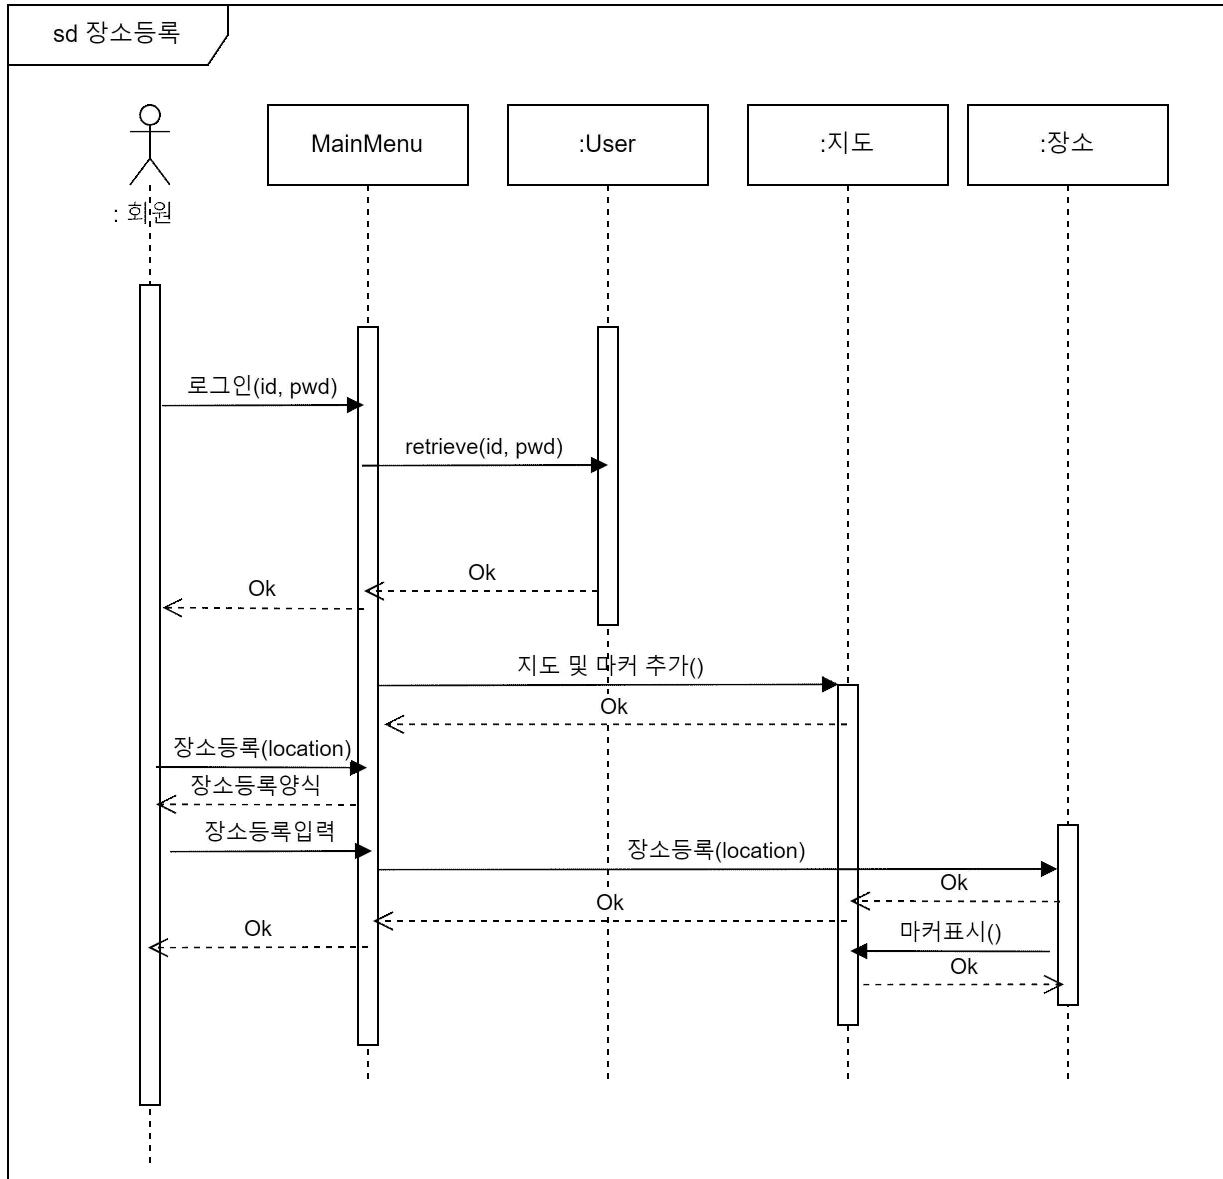 sd 장소등록
MainMenu
:User
:지도
:장소
: 회원
로그인(id, pwd)
retrieve(id, pwd)
Ok
Ok
지도 및 마커 추가()
Ok
장소등록(location)
장소등록양식
장소등록입력
장소등록(location)
Ok
Ok
Ok
마커표시()
Ok